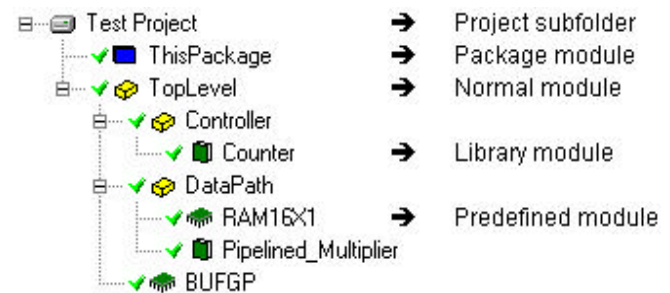 Test Project → Project subfolder
ThisPackage → Package module
TopLevel → Normal module
Controller
Counter → Library module
DataPath
RAM16X1 → Predefined module
Pipelined_Multiplier
BUFGP